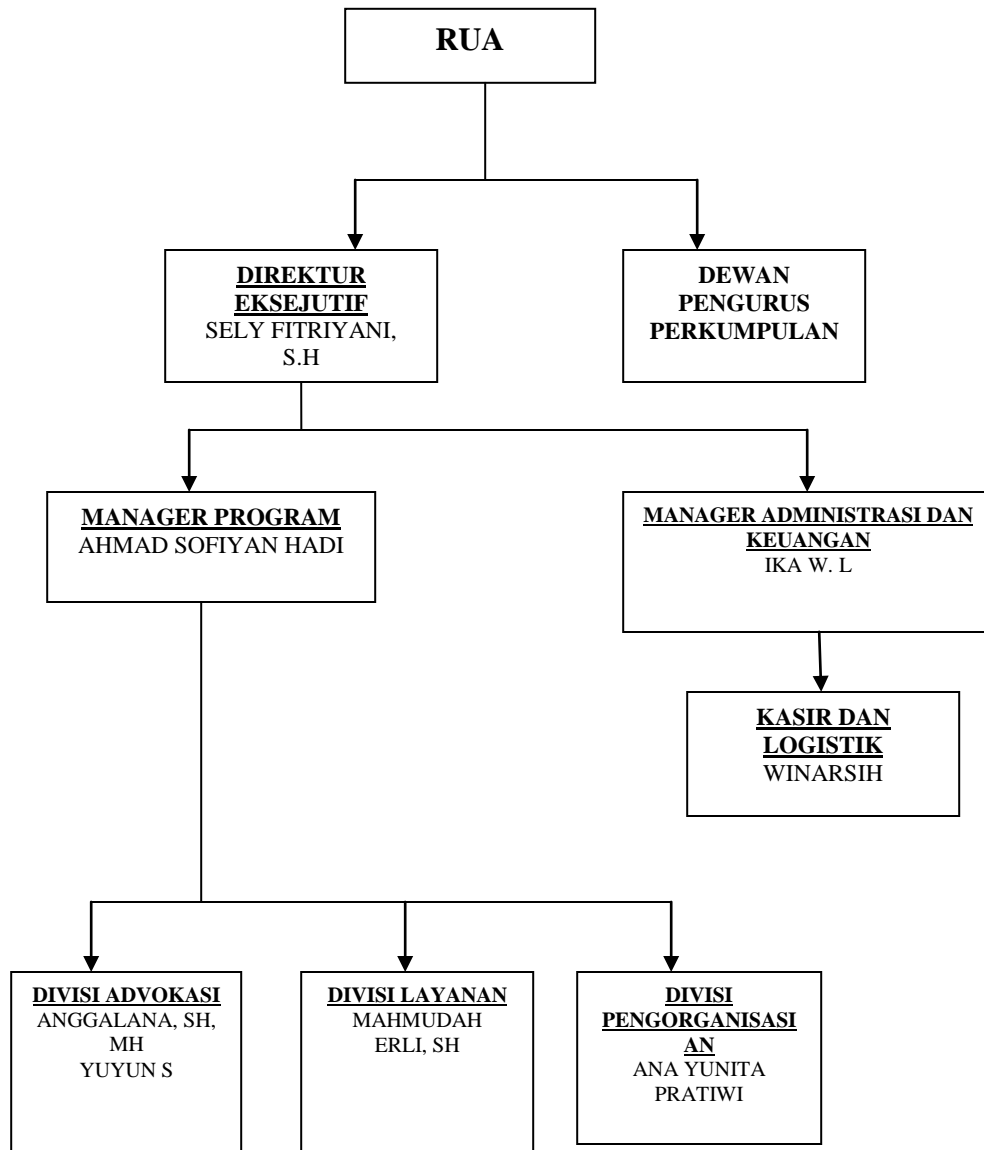 RUA
DIREKTUR
EKSEJUTIF
SELY FITRIYANI,
S.H
DEWAN
PENGURUS
PERKUMPULAN
MANAGER PROGRAM
AHMAD SOFIYAN HADI
MANAGER ADMINISTRASI DAN
KEUANGAN
IKA W. L
KASIR DAN
LOGISTIK
WINARSIH
DIVISI ADVOKASI
ANGGALANA, SH,
MH
YUYUN S
DIVISI LAYANAN
MAHMUDAH
ERLI, SH
DIVISI
PENGORGANISASI
AN
ANA YUNITA
PRATIWI